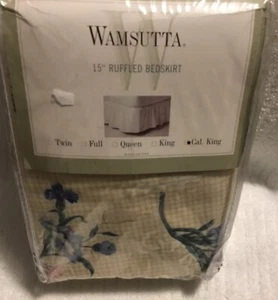 W
WAMSUTTA®
15" RUFFLED BEDSKIRT
Twin Full Queen King Cal. King